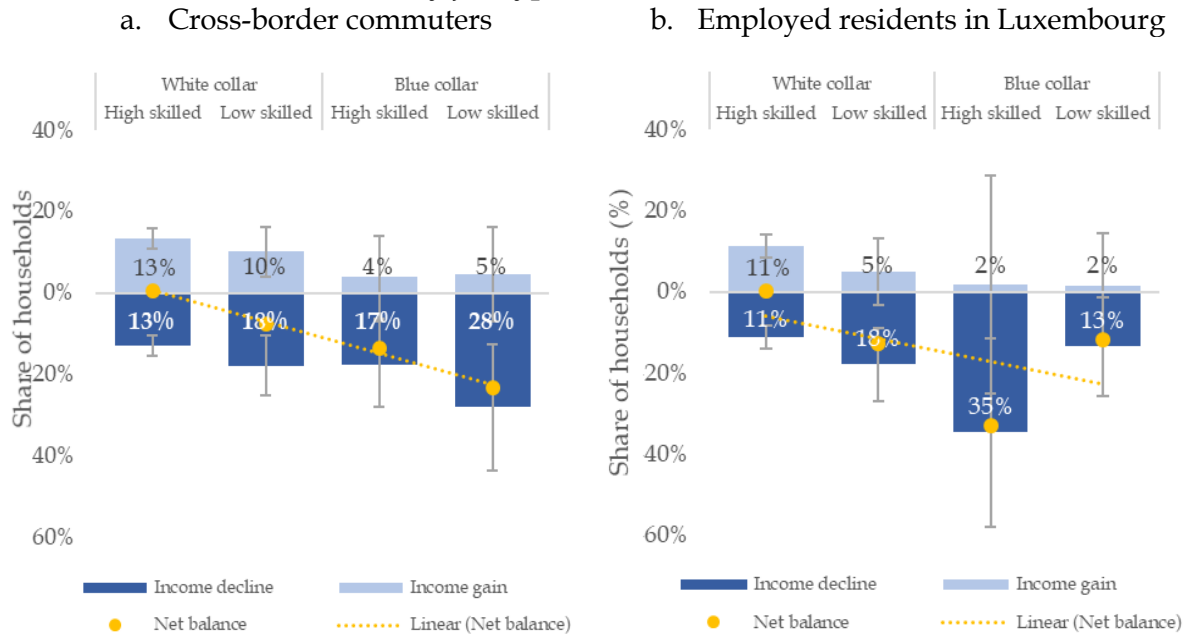 a. Cross-border commuters
White collar Blue collar
High skilled Low skilled High skilled Low skilled
40%
20%
0%
20%
40%
60%
Share of households
13% 10% 4% 5%
13% 18% 17% 28%
Income decline Income gain
Net balance Linear (Net balance)
b. Employed residents in Luxembourg
White collar Blue collar
High skilled Low skilled High skilled Low skilled
40%
20%
0%
20%
40%
60%
Share of households (%)
11% 5% 2% 2%
11% 18% 35% 13%
Income decline Income gain
Net balance Linear (Net balance)